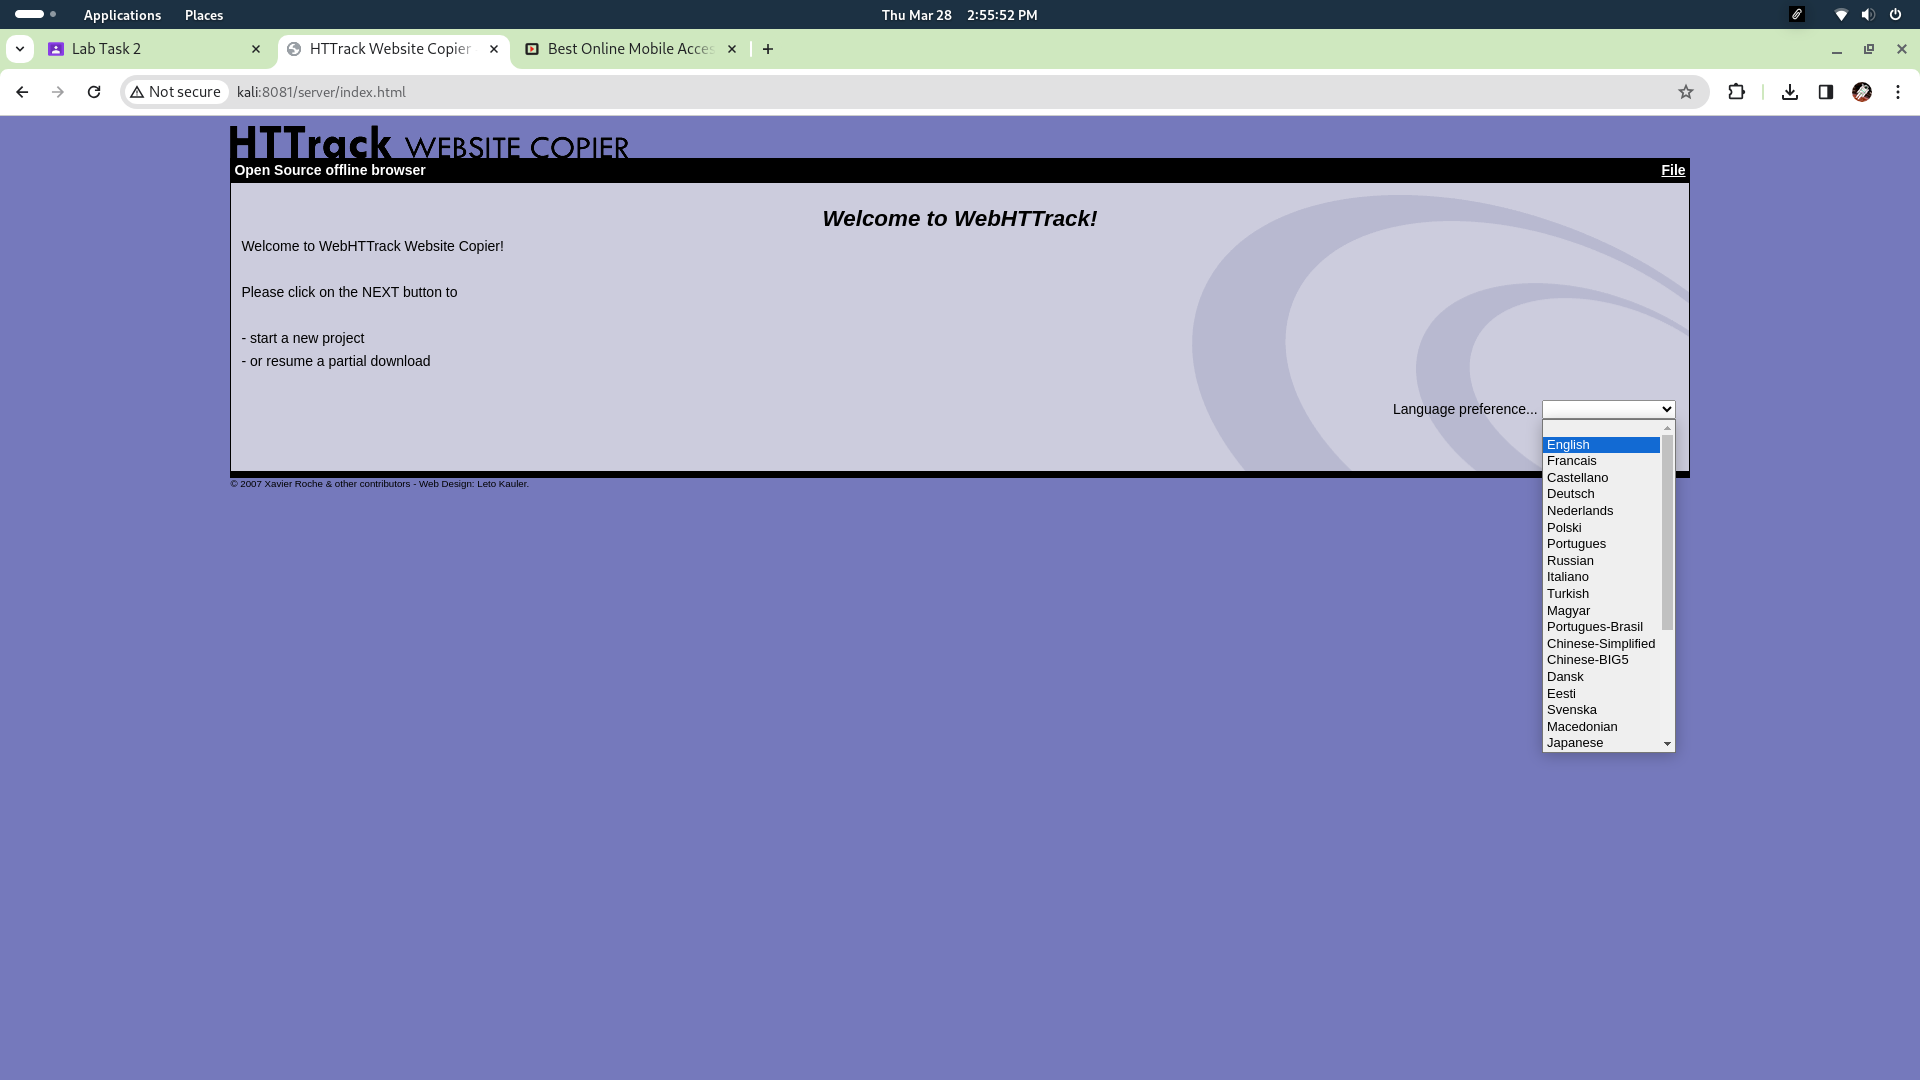 Applications Places Thu Mar 28 2:55:52 PM
Lab Task 2 HTTrack Website Copier Best Online Mobile Acces
Not secure kali:8081/server/index.html
HTTrack WEBSITE COPIER
Open Source offline browser File
Welcome to WebHTTrack!
Welcome to WebHTTrack Website Copier!
Please click on the NEXT button to
- start a new project
- or resume a partial download
Language preference...
English
Francais
Castellano
Deutsch
Nederlands
Polski
Portugues
Russian
Italiano
Turkish
Magyar
Portugues-Brasil
Chinese-Simplified
Chinese-BIG5
Dansk
Eesti
Svenska
Macedonian
Japanese
© 2007 Xavier Roche & other contributors - Web Design: Leto Kauler.